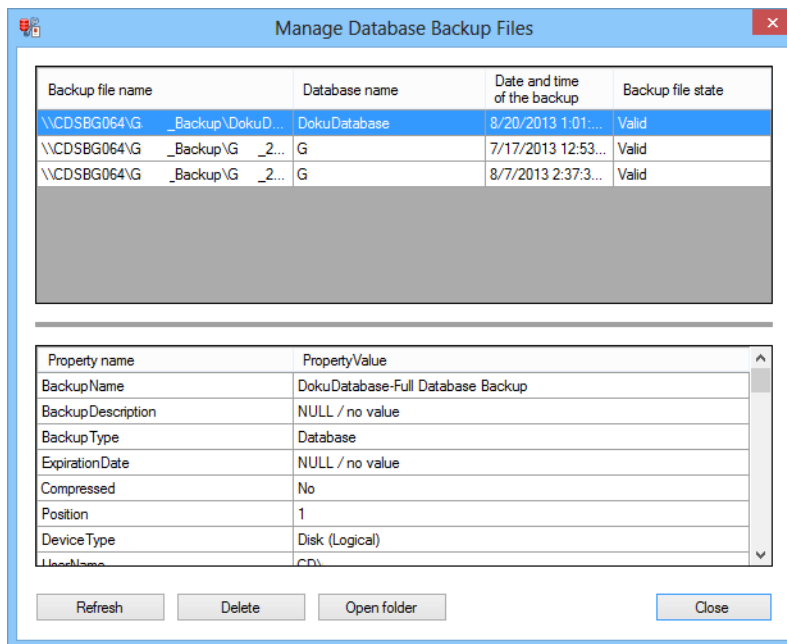 Manage Database Backup Files
Backup file name Database name Date and time of the backup Backup file state
\\CDSBG064\G _Backup\DokuD... DokuDatabase 8/20/2013 1:01:... Valid
\\CDSBG064\G _Backup\G _2... G 7/17/2013 12:53... Valid
\\CDSBG064\G _Backup\G _2... G 8/7/2013 2:37:3... Valid
Property name PropertyValue
BackupName DokuDatabase-Full Database Backup
BackupDescription NULL / no value
BackupType Database
ExpirationDate NULL / no value
Compressed No
Position 1
DeviceType Disk (Logical)
UserName CD\
Refresh Delete Open folder Close